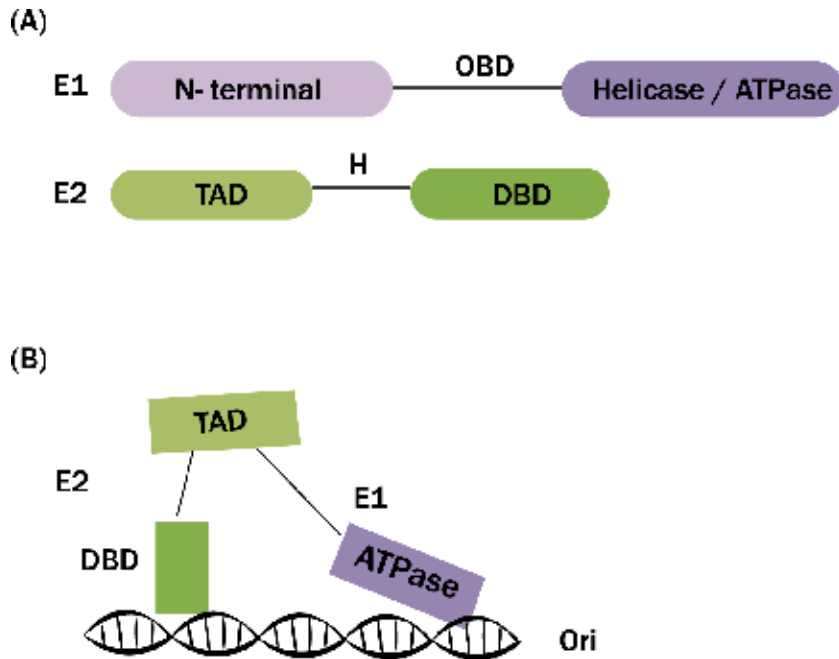 (A)
E1 N- terminal OBD Helicase / ATPase
E2 TAD H DBD
(B)
TAD
E2
E1
DBD
ATPase
Ori